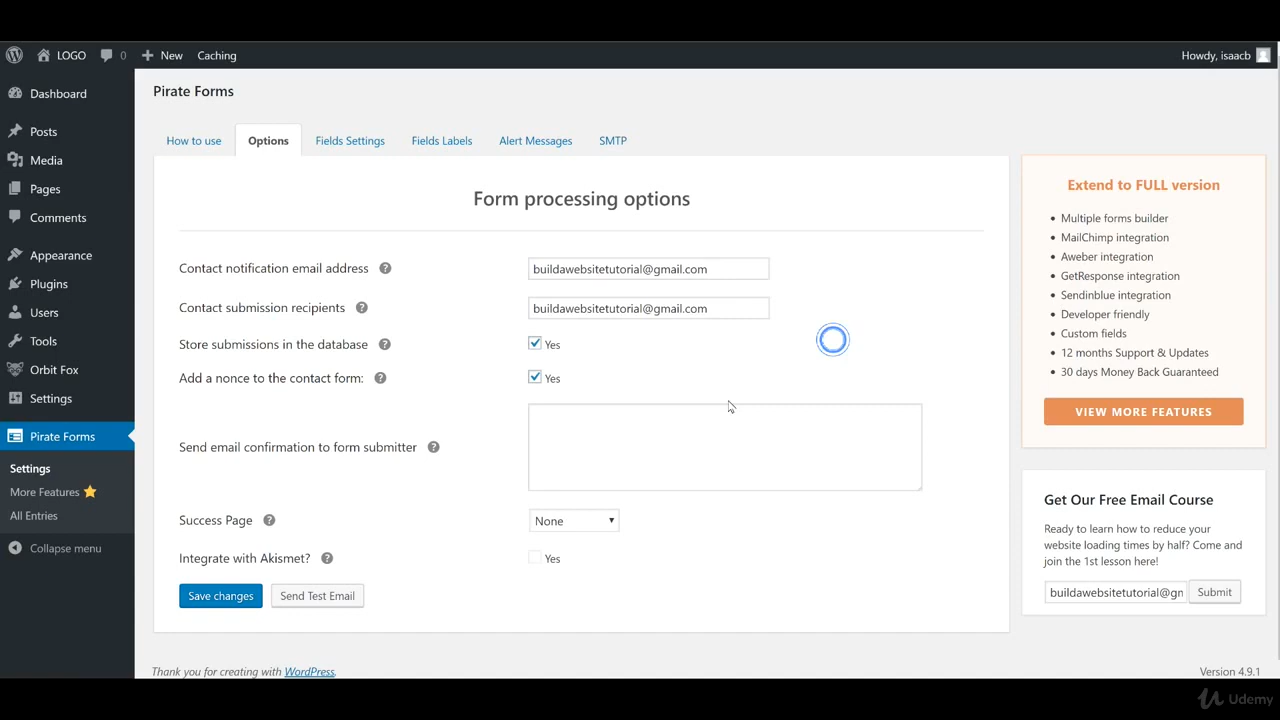 LOGO
0
New
Caching
Howdy, isaacb
Dashboard
Posts
Media
Pages
Comments
Appearance
Plugins
Users
Tools
Orbit Fox
Settings
Pirate Forms
Settings
More Features
All Entries
Collapse menu
Pirate Forms
How to use
Options
Fields Settings
Fields Labels
Alert Messages
SMTP
Form processing options
Contact notification email address ?
buildawebsitetutorial@gmail.com
Contact submission recipients ?
buildawebsitetutorial@gmail.com
Store submissions in the database ?
Yes
Add a nonce to the contact form: ?
Yes
Send email confirmation to form submitter ?
Success Page ?
None
Integrate with Akismet? ?
Yes
Save changes
Send Test Email
Extend to FULL version
• Multiple forms builder
• MailChimp integration
• Aweber integration
• GetResponse integration
• Sendinblue integration
• Developer friendly
• Custom fields
• 12 months Support & Updates
• 30 days Money Back Guaranteed
VIEW MORE FEATURES
Get Our Free Email Course
Ready to learn how to reduce your
website loading times by half? Come and
join the 1st lesson here!
buildawebsitetutorial@gm
Submit
Thank you for creating with WordPress.
Version 4.9.1
Udemy